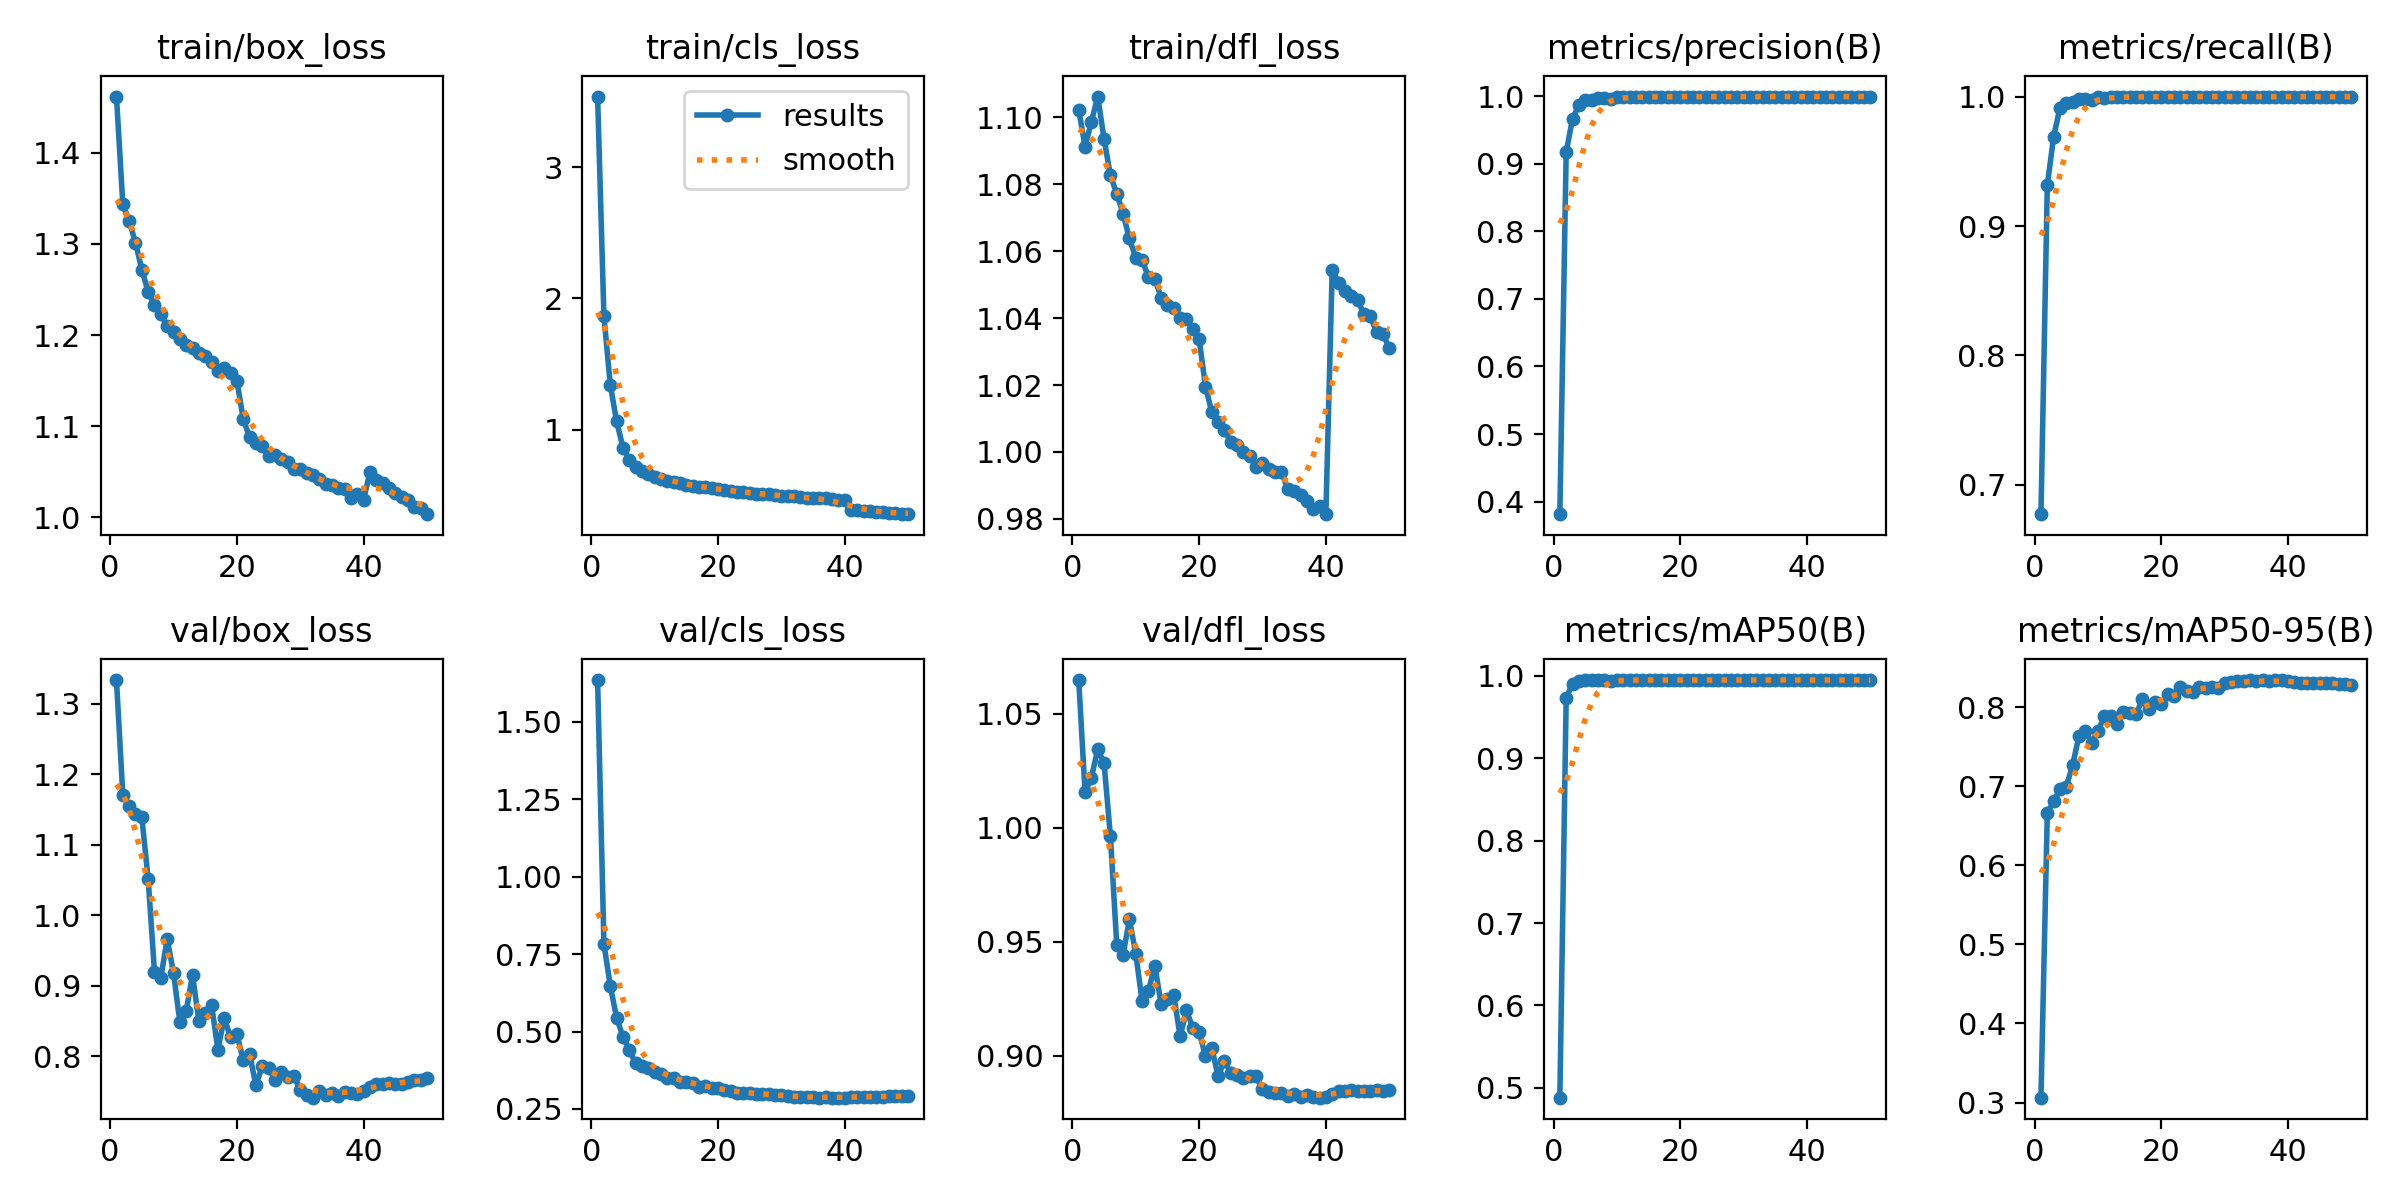 train/box_loss
1.4
1.3
1.2
1.1
1.0
0 20 40
train/cls_loss
results
smooth
3
2
1
0 20 40
train/dfl_loss
1.10
1.08
1.06
1.04
1.02
1.00
0.98
0 20 40
metrics/precision(B)
1.0
0.9
0.8
0.7
0.6
0.5
0.4
0 20 40
metrics/recall(B)
1.0
0.9
0.8
0.7
0 20 40
val/box_loss
1.3
1.2
1.1
1.0
0.9
0.8
0 20 40
val/cls_loss
1.50
1.25
1.00
0.75
0.50
0.25
0 20 40
val/dfl_loss
1.05
1.00
0.95
0.90
0 20 40
metrics/mAP50(B)
1.0
0.9
0.8
0.7
0.6
0.5
0 20 40
metrics/mAP50-95(B)
0.8
0.7
0.6
0.5
0.4
0.3
0 20 40